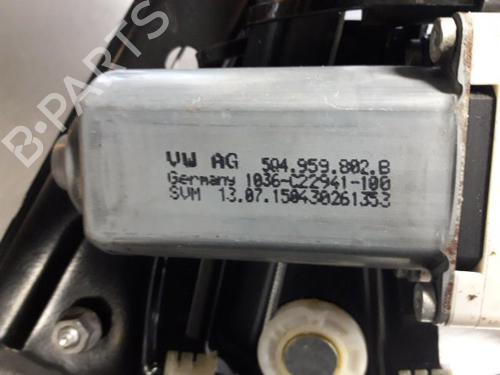 B-PARTS
VW AG 5Q4.959.802.B
Germany 1036-C22941-100
SVM 13.07.150430261353